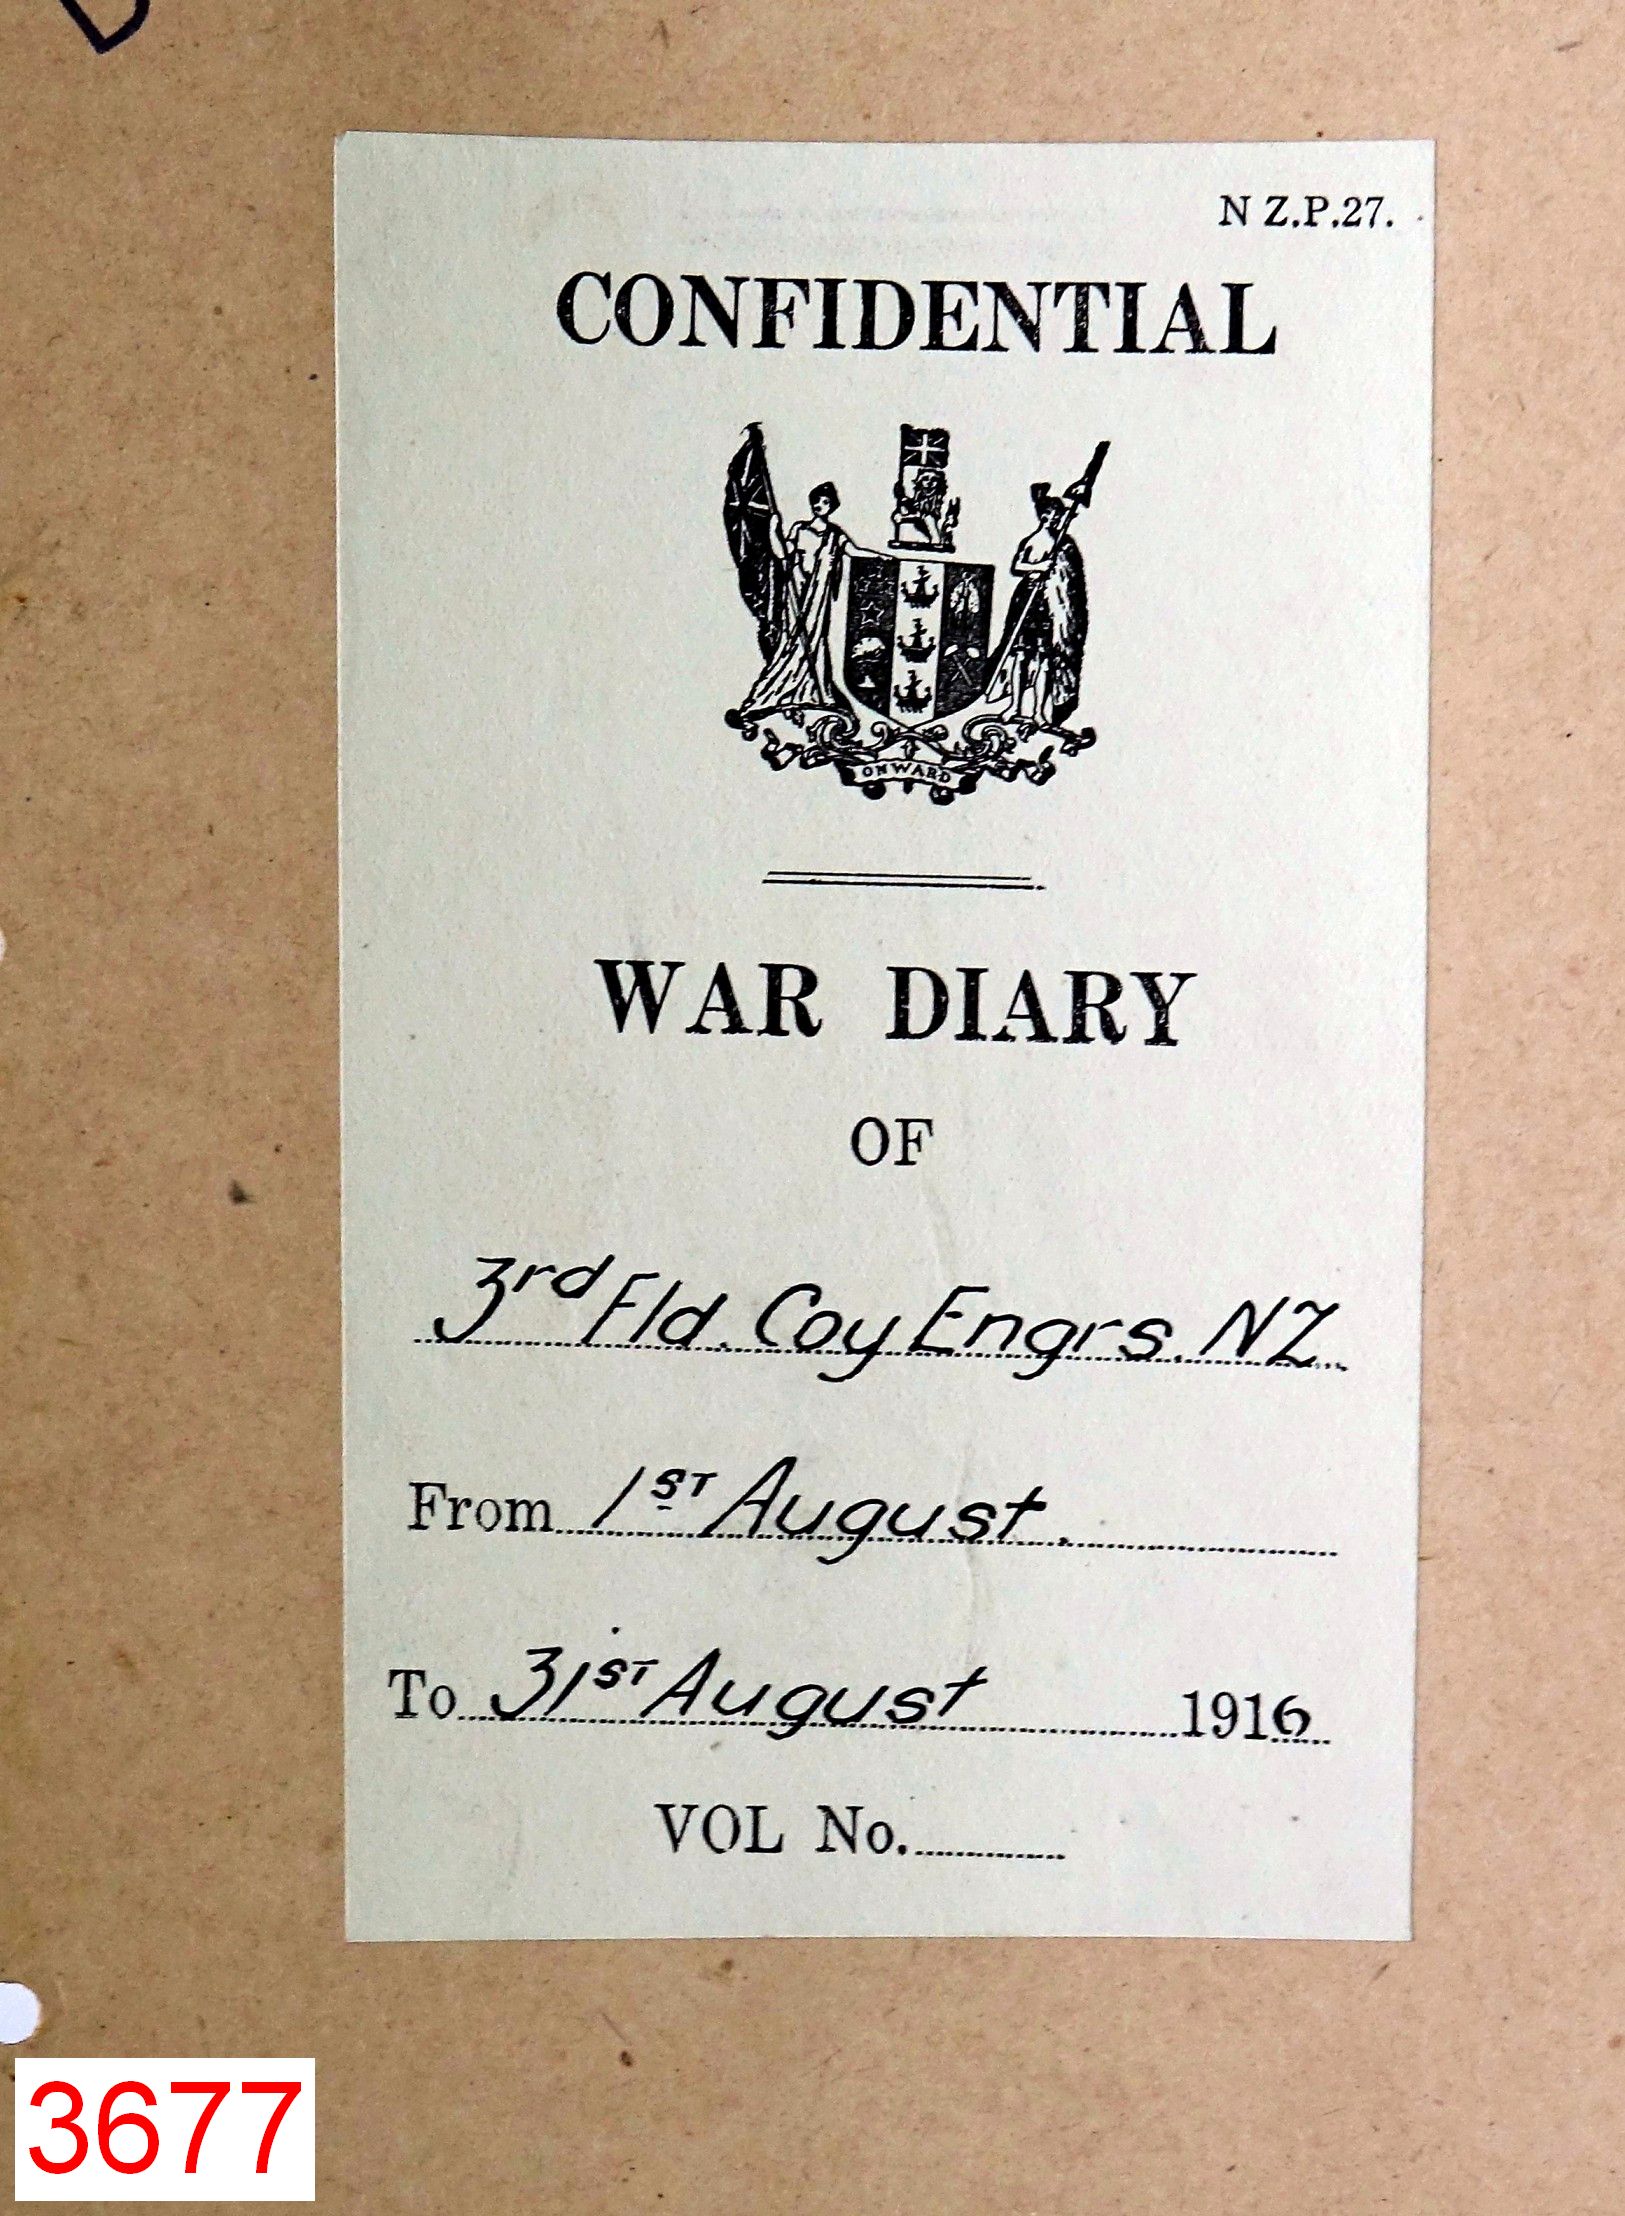 N Z.P.27.
CONFIDENTIAL
ONWARD
WAR DIARY
OF
3rd Fld. Coy Engrs. NZ
From 1ST August.
To 31ST August 1916
VOL No.
3677